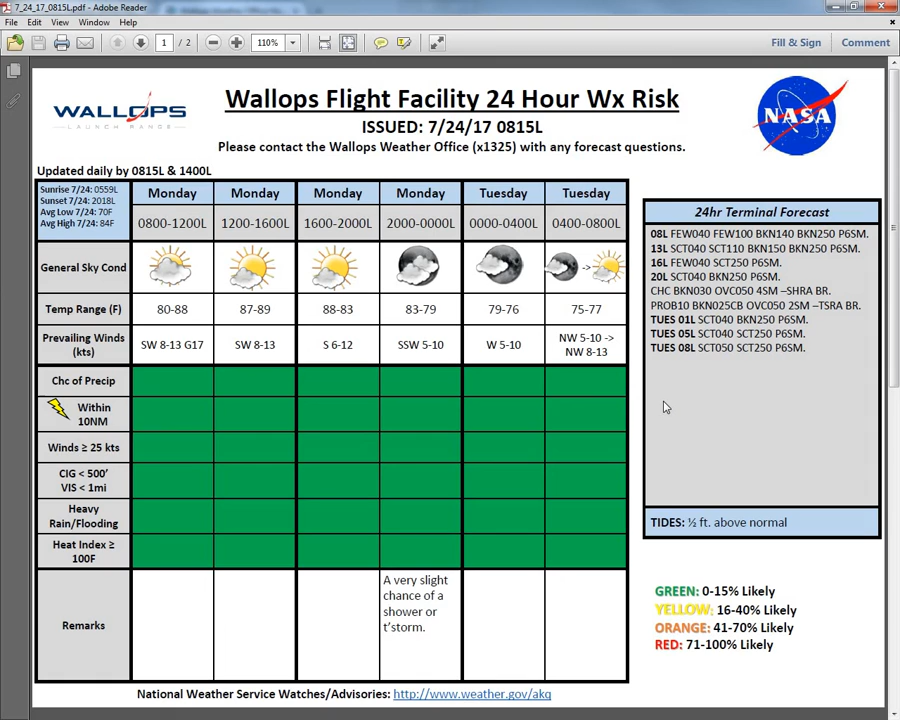 7_24_17_0815L.pdf - Adobe Reader
File Edit View Window Help
1 / 2 110% Fill & Sign Comment
WALLOPS
LAUNCH RANGE
Wallops Flight Facility 24 Hour Wx Risk
ISSUED: 7/24/17 0815L
Please contact the Wallops Weather Office (x1325) with any forecast questions.
NASA
Updated daily by 0815L & 1400L
Sunrise 7/24: 0559L
Sunset 7/24: 2018L
Avg Low 7/24: 70F
Avg High 7/24: 84F
Monday Monday Monday Monday Tuesday Tuesday
0800-1200L 1200-1600L 1600-2000L 2000-0000L 0000-0400L 0400-0800L
General Sky Cond ->
Temp Range (F) 80-88 87-89 88-83 83-79 79-76 75-77
Prevailing Winds (kts) SW 8-13 G17 SW 8-13 S 6-12 SSW 5-10 W 5-10 NW 5-10 -> NW 8-13
Chc of Precip
Within
10NM
Winds ≥ 25 kts
CIG < 500’
VIS < 1mi
Heavy
Rain/Flooding
Heat Index ≥
100F
Remarks
A very slight
chance of a
shower or
t’storm.
24hr Terminal Forecast
08L FEW040 FEW100 BKN140 BKN250 P6SM.
13L SCT040 SCT110 BKN150 BKN250 P6SM.
16L FEW040 SCT250 P6SM.
20L SCT040 BKN250 P6SM.
CHC BKN030 OVC050 4SM –SHRA BR.
PROB10 BKN025CB OVC050 2SM –TSRA BR.
TUES 01L SCT040 BKN250 P6SM.
TUES 05L SCT040 SCT250 P6SM.
TUES 08L SCT050 SCT250 P6SM.
TIDES: ½ ft. above normal
GREEN: 0-15% Likely
YELLOW: 16-40% Likely
ORANGE: 41-70% Likely
RED: 71-100% Likely
National Weather Service Watches/Advisories: http://www.weather.gov/akq